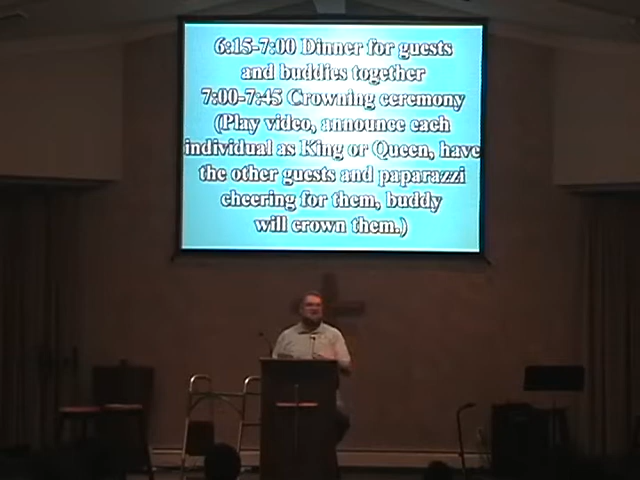 6:15-7:00 Dinner for guests
and buddies together
7:00-7:45 Crowning ceremony
(Play video, announce each
individual as King or Queen, have
the other guests and paparazzi
cheering for them, buddy
will crown them.)